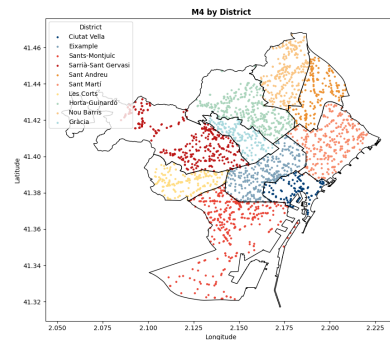 M4 by District
District
Ciutat Vella
Eixample
Sants-Montjuïc
Sarrià-Sant Gervasi
Sant Andreu
Sant Martí
Les Corts
Horta-Guinardó
Nou Barris
Gràcia
Latitude
41.46
41.44
41.42
41.40
41.38
41.36
41.34
41.32
2.050 2.075 2.100 2.125 2.150 2.175 2.200 2.225
Longitude